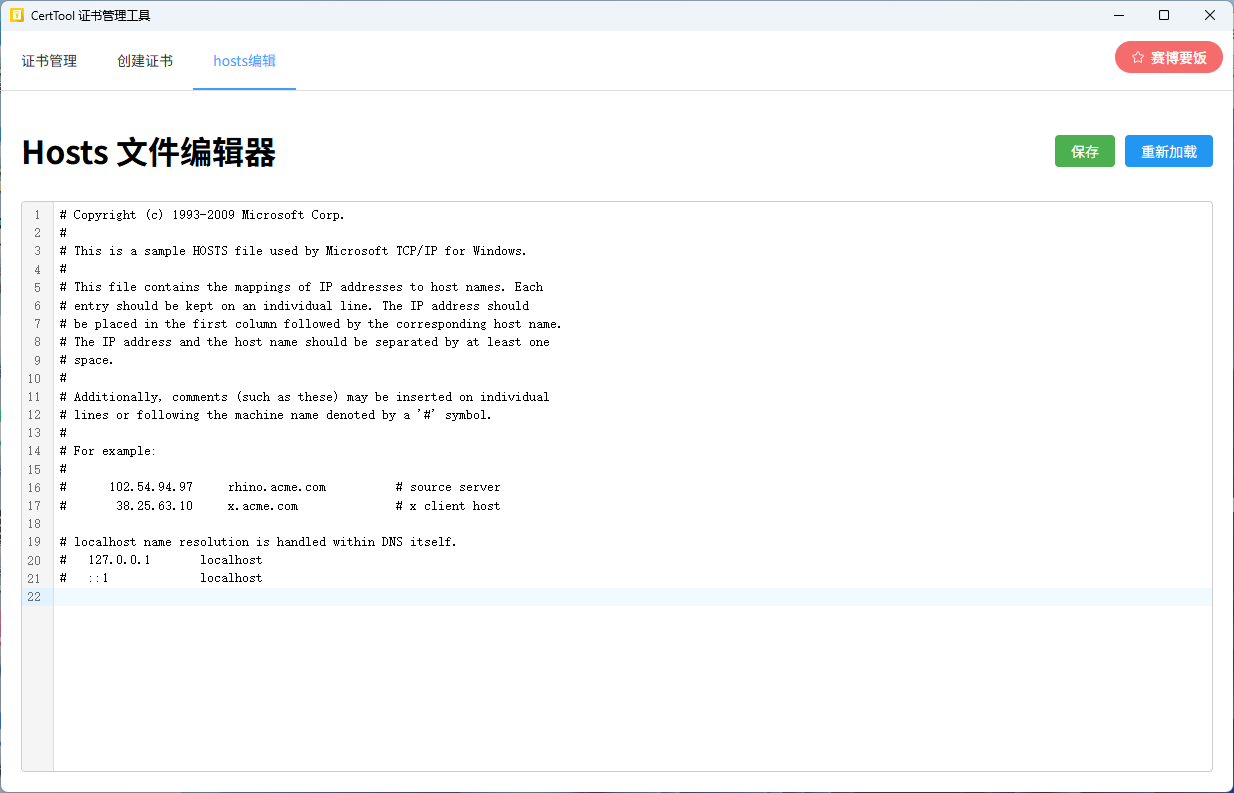 CertTool 证书管理工具
证书管理 创建证书 hosts编辑 赛博要饭
Hosts 文件编辑器 保存 重新加载
1 # Copyright (c) 1993-2009 Microsoft Corp.
2 #
3 # This is a sample HOSTS file used by Microsoft TCP/IP for Windows.
4 #
5 # This file contains the mappings of IP addresses to host names. Each
6 # entry should be kept on an individual line. The IP address should
7 # be placed in the first column followed by the corresponding host name.
8 # The IP address and the host name should be separated by at least one
9 # space.
10 #
11 # Additionally, comments (such as these) may be inserted on individual
12 # lines or following the machine name denoted by a '#' symbol.
13 #
14 # For example:
15 #
16 #      102.54.94.97     rhino.acme.com          # source server
17 #       38.25.63.10     x.acme.com              # x client host
18
19 # localhost name resolution is handled within DNS itself.
20 #   127.0.0.1       localhost
21 #   ::1             localhost
22